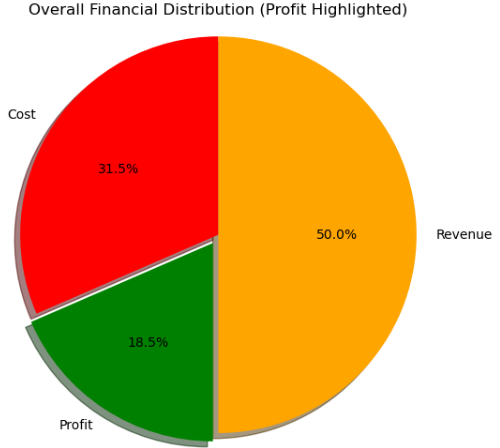 Overall Financial Distribution (Profit Highlighted)
Cost
31.5%
50.0%
Revenue
18.5%
Profit